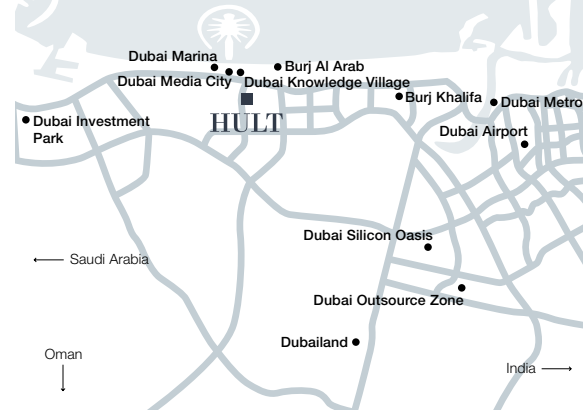 Dubai Marina
Burj Al Arab
Dubai Media City
Dubai Knowledge Village
Burj Khalifa
Dubai Metro
HULT
Dubai Investment
Park
Dubai Airport
Dubai Silicon Oasis
Saudi Arabia
Dubai Outsource Zone
Dubailand
Oman
India